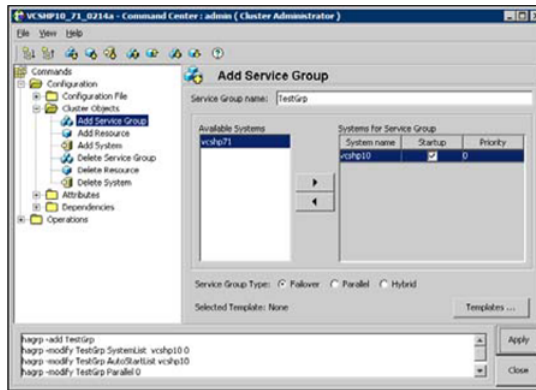 VCSHP10_71_0214a - Command Center : admin ( Cluster Administrator )
File View Help
Commands
Configuration
Configuration File
Cluster Objects
Add Service Group
Add Resource
Add System
Delete Service Group
Delete Resource
Delete System
Attributes
Dependencies
Operations
Add Service Group
Service Group name: TestGrp
Available Systems
vcshp71
Systems for Service Group
System name Startup Priority
vcshp10 0
Service Group Type: Failover Parallel Hybrid
Selected Template: None
Templates ...
hagrp -add TestGrp
hagrp -modify TestGrp SystemList vcshp10 0
hagrp -modify TestGrp AutoStartList vcshp10
hagrp -modify TestGrp Parallel 0
Apply
Close